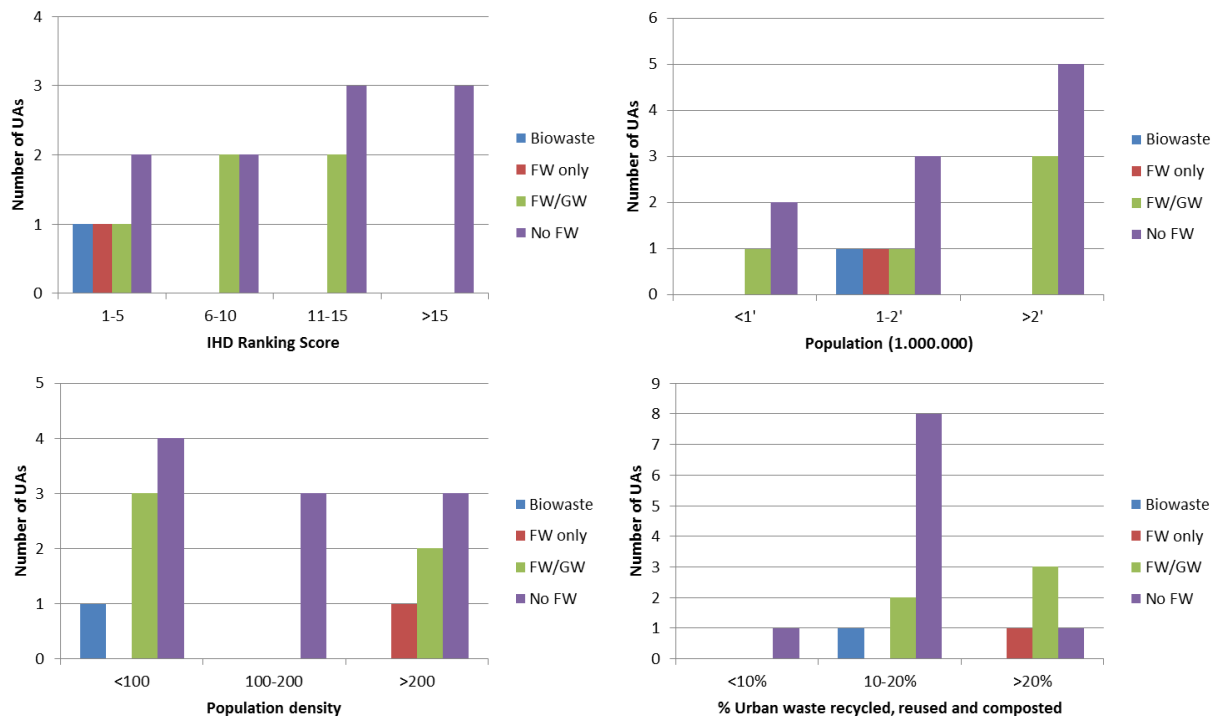 Number of UAs
4
3
2
1
0
1-5
6-10
11-15
>15
IHD Ranking Score
Biowaste
FW only
FW/GW
No FW
Number of UAs
6
5
4
3
2
1
0
<1'
1-2'
>2'
Population (1.000.000)
Biowaste
FW only
FW/GW
No FW
Number of UAs
5
4
3
2
1
0
<100
100-200
>200
Population density
Biowaste
FW only
FW/GW
No FW
Number of UAs
9
8
7
6
5
4
3
2
1
0
<10%
10-20%
>20%
% Urban waste recycled, reused and composted
Biowaste
FW only
FW/GW
No FW